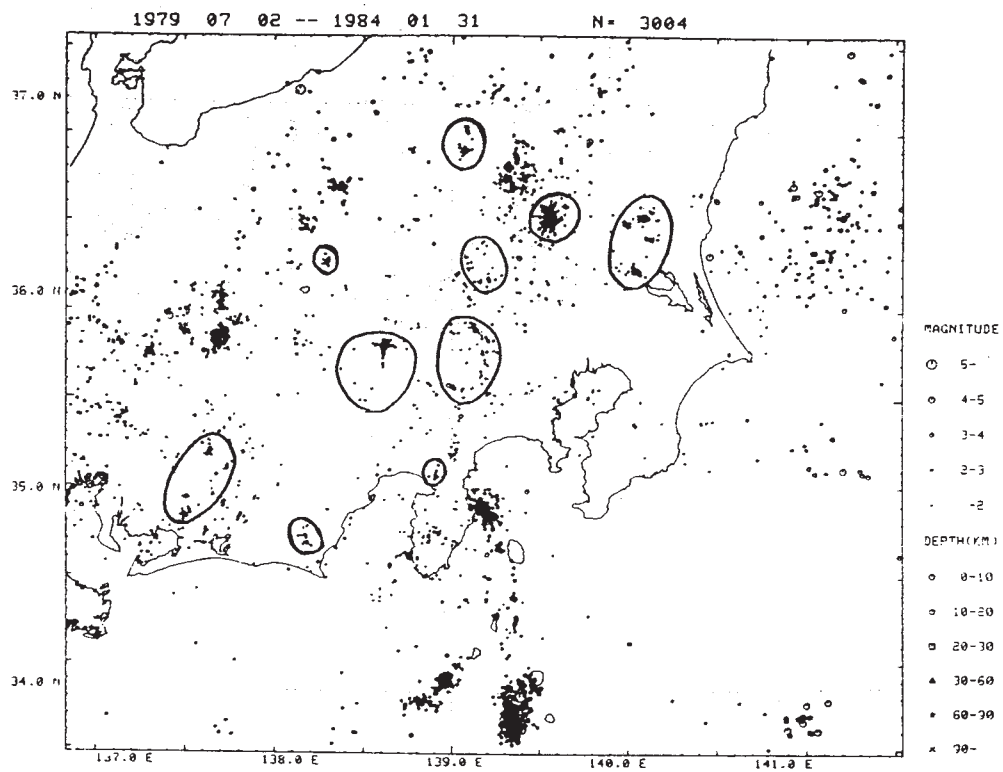 1979 07 02 -- 1984 01 31 N= 3004
37.0 N
36.0 N
35.0 N
34.0 N
137.0 E 138.0 E 139.0 E 140.0 E 141.0 E
MAGNITUDE
5-
4-5
3-4
2-3
-2
DEPTH(KM)
0-10
10-20
20-30
30-60
60-90
90-